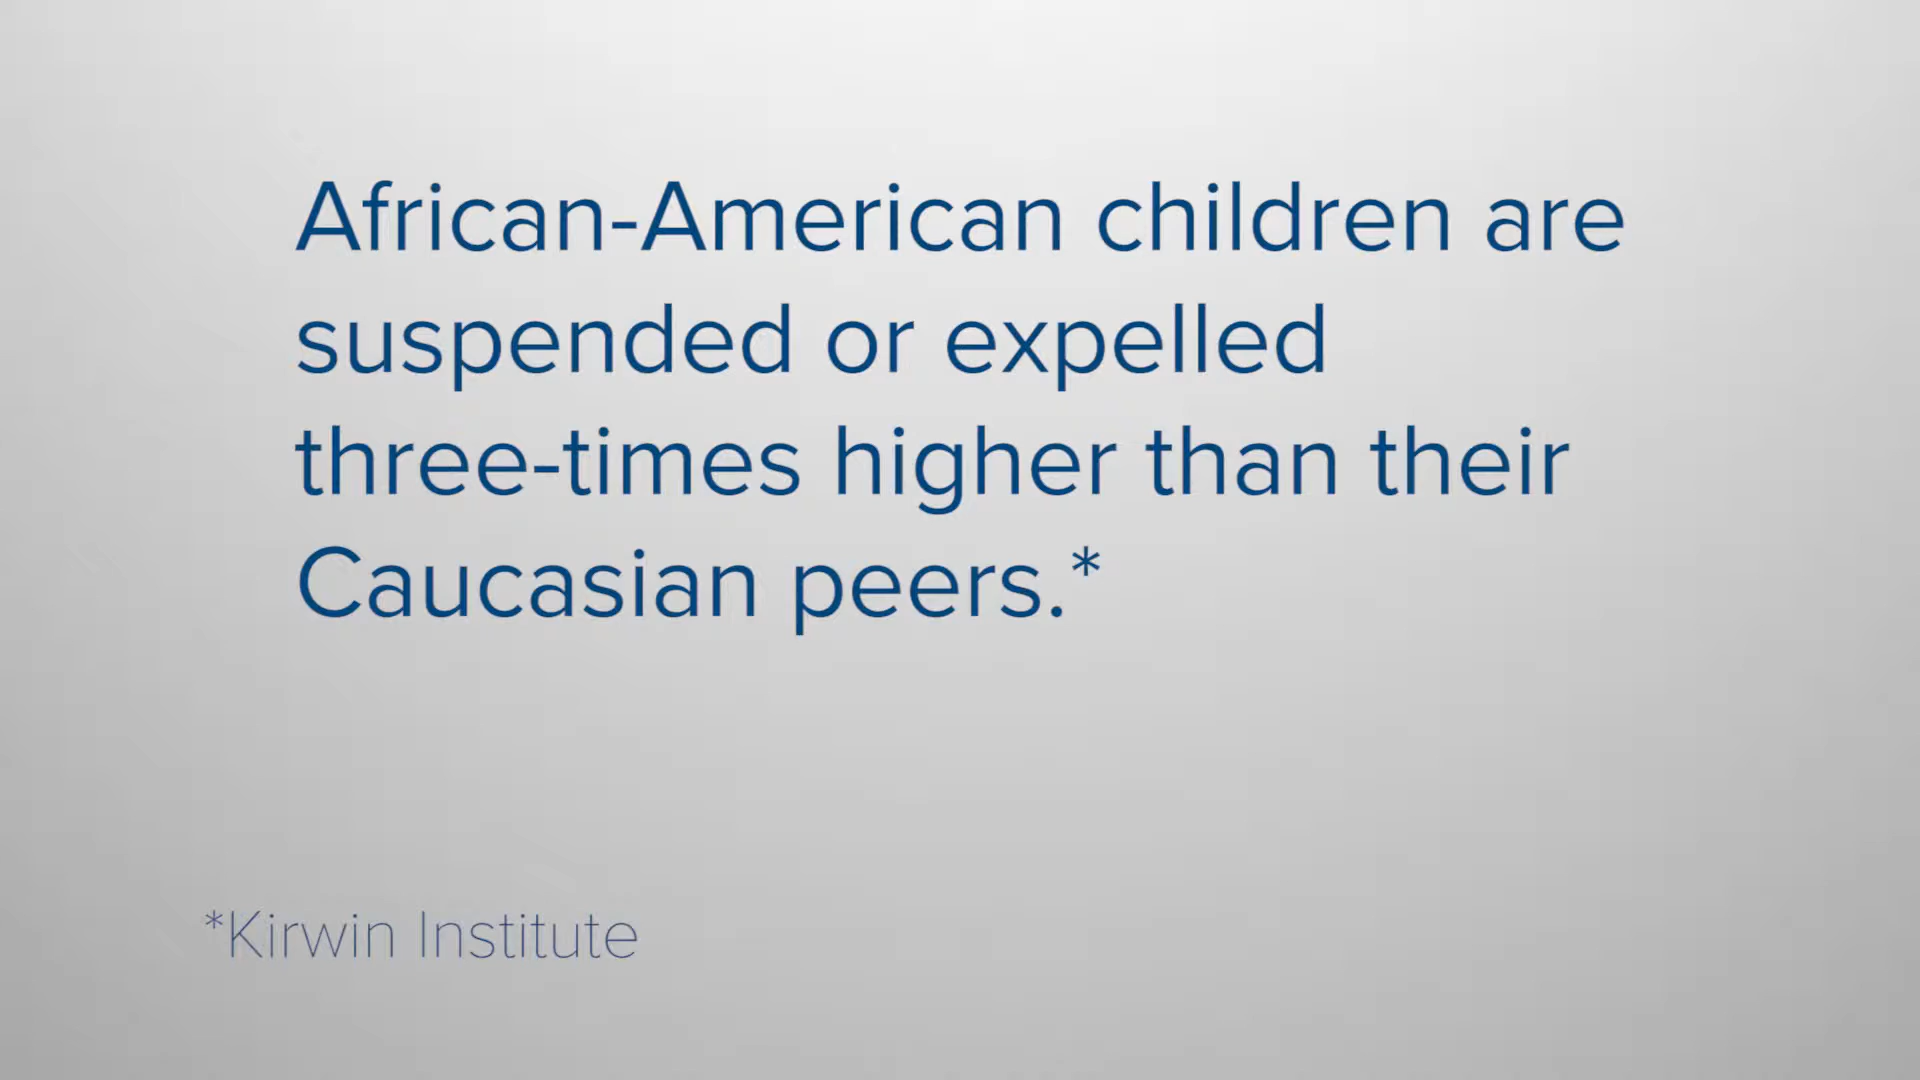 African-American children are
suspended or expelled
three-times higher than their
Caucasian peers.*
*Kirwin Institute